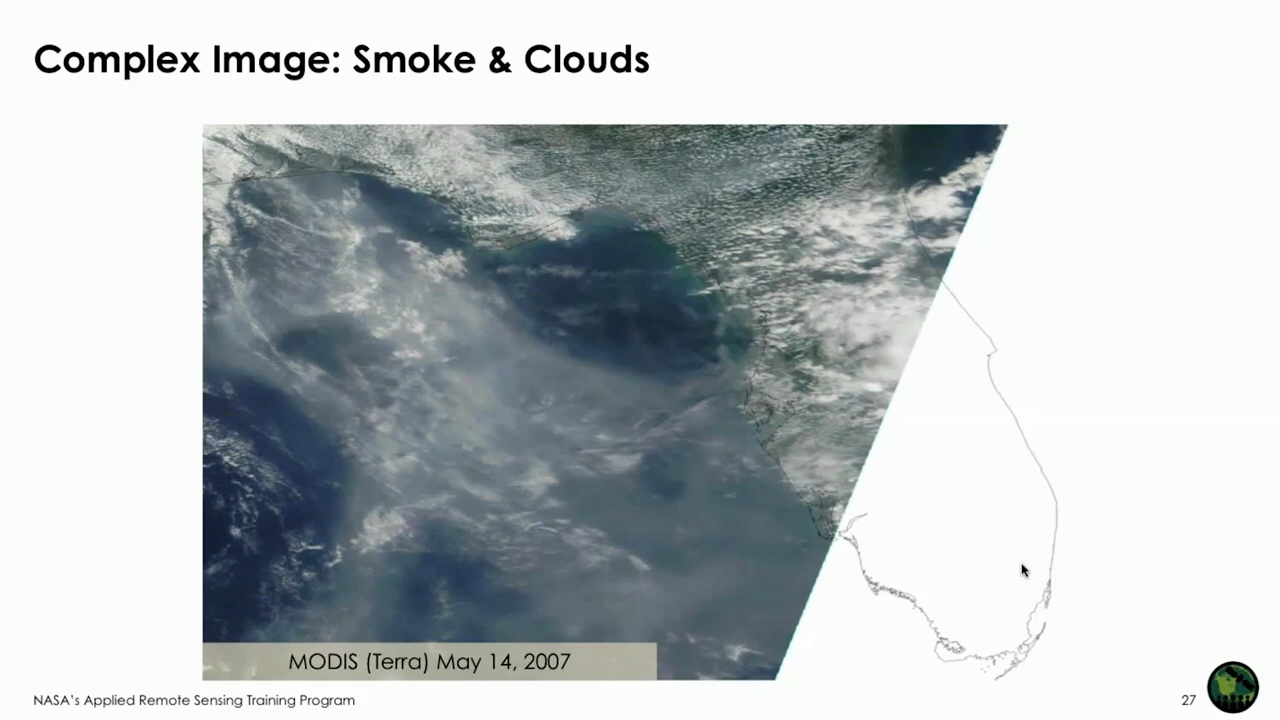 Complex Image: Smoke & Clouds
MODIS (Terra) May 14, 2007
NASA's Applied Remote Sensing Training Program
27